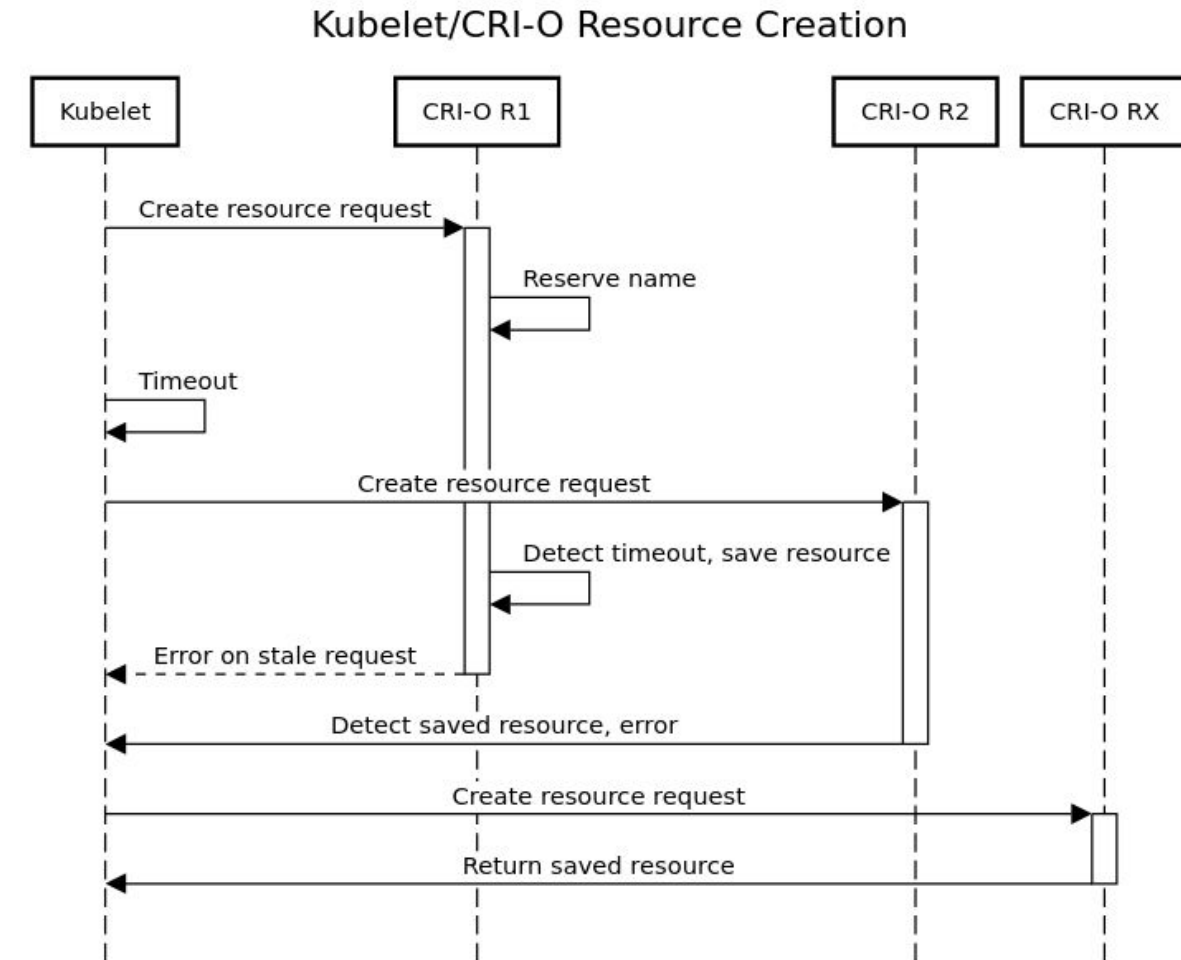 Kubelet/CRI-O Resource Creation
Kubelet
CRI-O R1
CRI-O R2
CRI-O RX
Create resource request
Reserve name
Timeout
Create resource request
Detect timeout, save resource
Error on stale request
Detect saved resource, error
Create resource request
Return saved resource